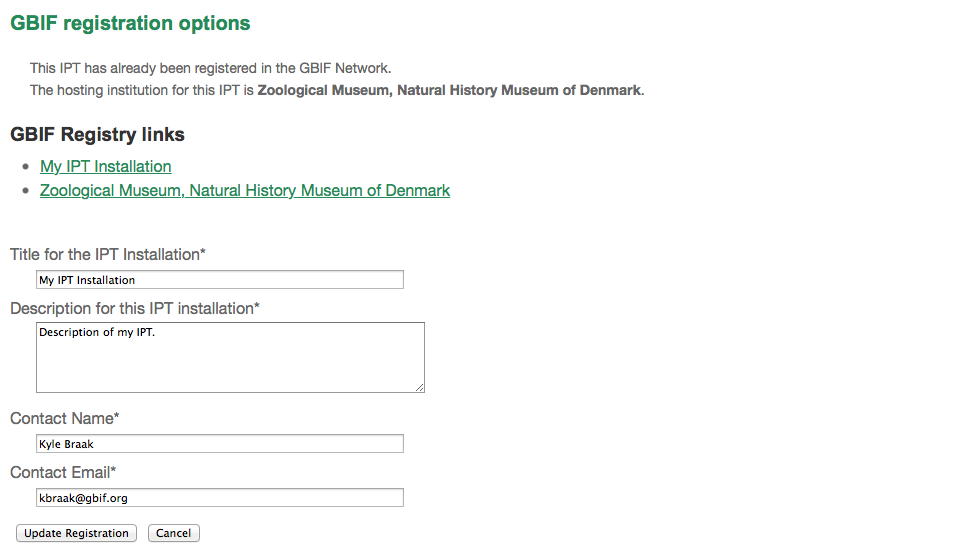 GBIF registration options
This IPT has already been registered in the GBIF Network.
The hosting institution for this IPT is Zoological Museum, Natural History Museum of Denmark.
GBIF Registry links
My IPT Installation
Zoological Museum, Natural History Museum of Denmark
Title for the IPT Installation*
My IPT Installation
Description for this IPT installation*
Description of my IPT.
Contact Name*
Kyle Braak
Contact Email*
kbraak@gbif.org
Update Registration Cancel